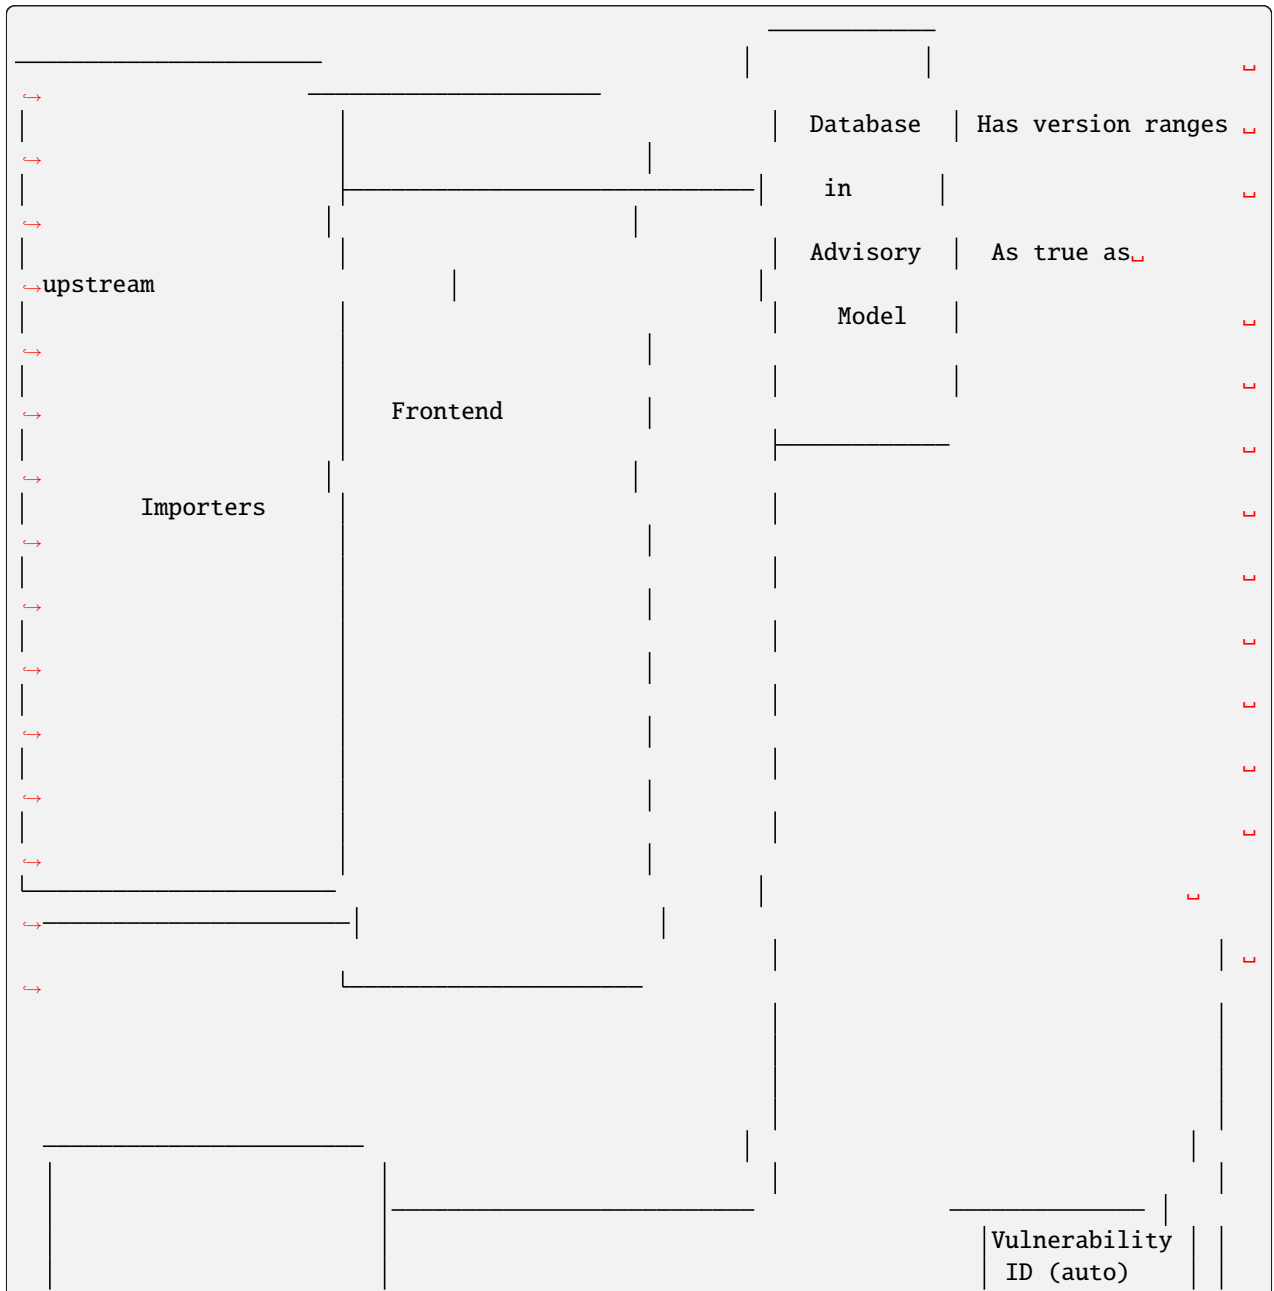 Database Has version ranges
in
Advisory As true as
upstream
Model
Frontend
Importers
Vulnerability
ID (auto)